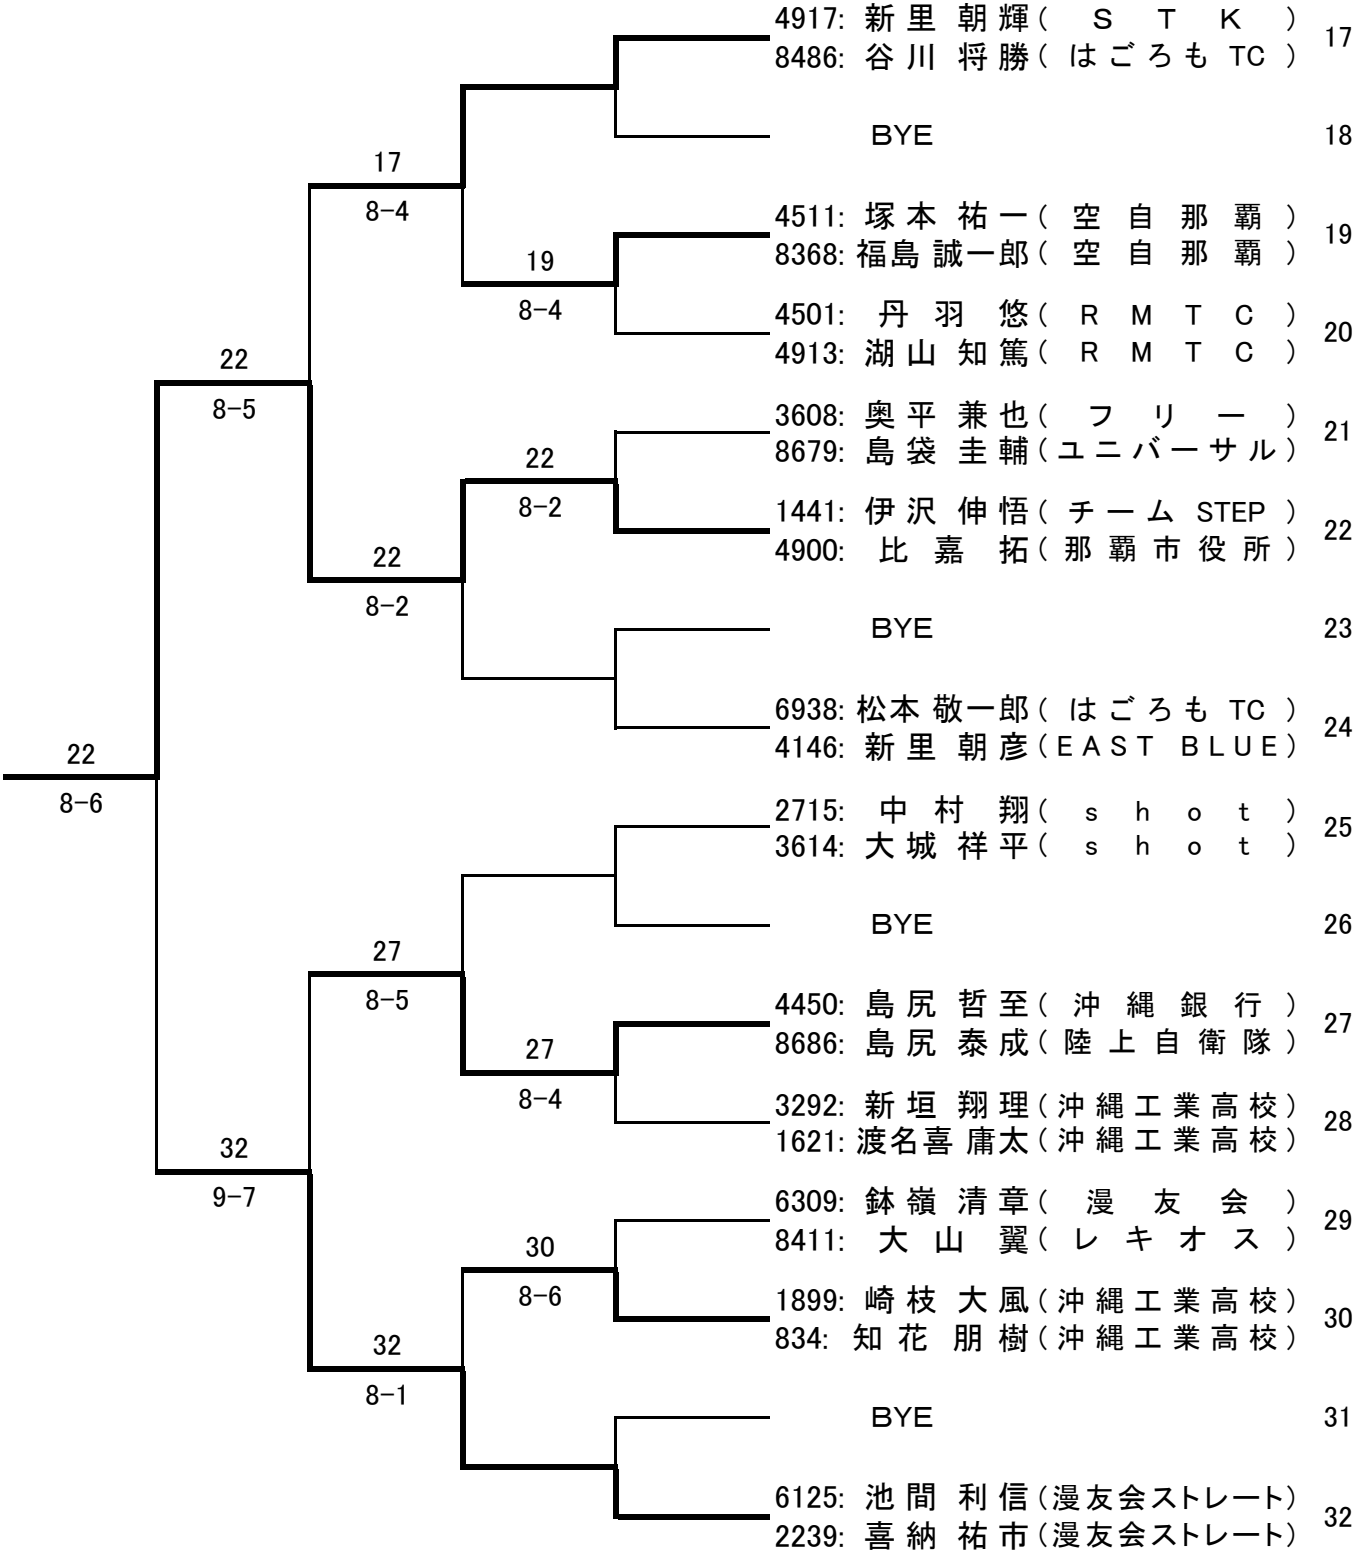 4917: 新里 朝輝(STK) 17
8486: 谷川 将勝(はごろも TC)
BYE 18
17
8-4
4511: 塚本 祐一(空自那覇) 19
8368: 福島 誠一郎(空自那覇)
19
8-4
4501: 丹羽 悠(RMTC) 20
4913: 湖山 知篤(RMTC)
22
8-5
3608: 奥平 兼也(フリー) 21
8679: 島袋 圭輔(ユニバーサル)
22
8-2
1441: 伊沢 伸悟(チーム STEP) 22
4900: 比嘉 拓(那覇市役所)
22
8-2
BYE 23
6938: 松本 敬一郎(はごろも TC) 24
4146: 新里 朝彦(EAST BLUE)
22
8-6
2715: 中村 翔(shot) 25
3614: 大城 祥平(shot)
BYE 26
27
8-5
4450: 島尻 哲至(沖縄銀行) 27
8686: 島尻 泰成(陸上自衛隊)
27
8-4
3292: 新垣 翔理(沖縄工業高校) 28
1621: 渡名喜 庸太(沖縄工業高校)
32
9-7
6309: 鉢嶺 清章(漫友会) 29
8411: 大山 翼(レキオス)
30
8-6
1899: 崎枝 大風(沖縄工業高校) 30
834: 知花 朋樹(沖縄工業高校)
32
8-1
BYE 31
6125: 池間 利信(漫友会ストレート) 32
2239: 喜納 祐市(漫友会ストレート)